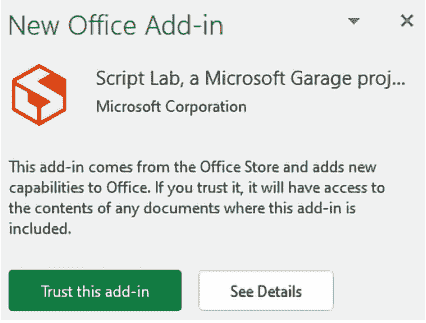 New Office Add-in
Script Lab, a Microsoft Garage proj...
Microsoft Corporation
This add-in comes from the Office Store and adds new
capabilities to Office. If you trust it, it will have access to
the contents of any documents where this add-in is
included.
Trust this add-in
See Details